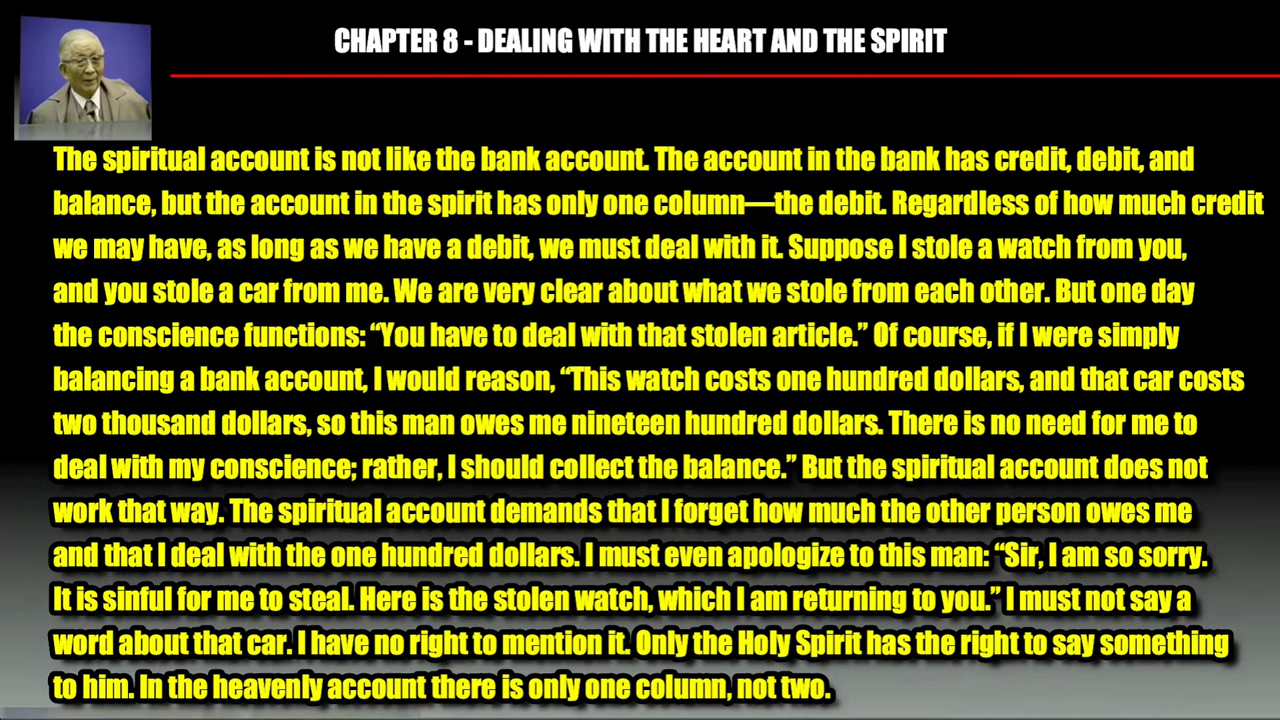 CHAPTER 8 - DEALING WITH THE HEART AND THE SPIRIT
The spiritual account is not like the bank account. The account in the bank has credit, debit, and
balance, but the account in the spirit has only one column—the debit. Regardless of how much credit
we may have, as long as we have a debit, we must deal with it. Suppose I stole a watch from you,
and you stole a car from me. We are very clear about what we stole from each other. But one day
the conscience functions: “You have to deal with that stolen article.” Of course, if I were simply
balancing a bank account, I would reason, “This watch costs one hundred dollars, and that car costs
two thousand dollars, so this man owes me nineteen hundred dollars. There is no need for me to
deal with my conscience; rather, I should collect the balance.” But the spiritual account does not
work that way. The spiritual account demands that I forget how much the other person owes me
and that I deal with the one hundred dollars. I must even apologize to this man: “Sir, I am so sorry.
It is sinful for me to steal. Here is the stolen watch, which I am returning to you.” I must not say a
word about that car. I have no right to mention it. Only the Holy Spirit has the right to say something
to him. In the heavenly account there is only one column, not two.